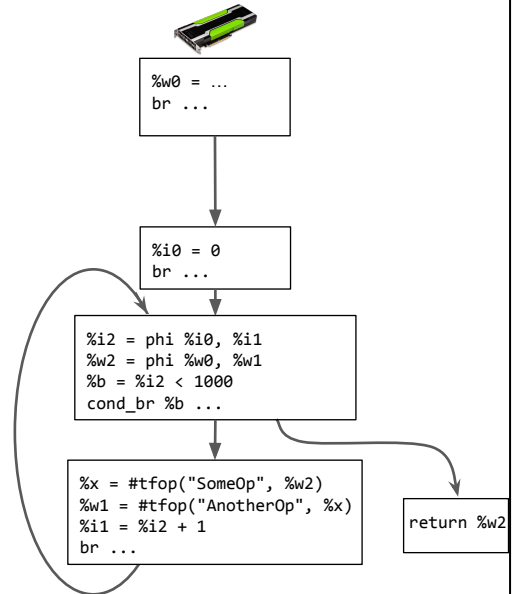 %w0 = …
br ...
%i0 = 0
br ...
%i2 = phi %i0, %i1
%w2 = phi %w0, %w1
%b = %i2 < 1000
cond_br %b ...
%x = #tfop("SomeOp", %w2)
%w1 = #tfop("AnotherOp", %x)
%i1 = %i2 + 1
br ...
return %w2